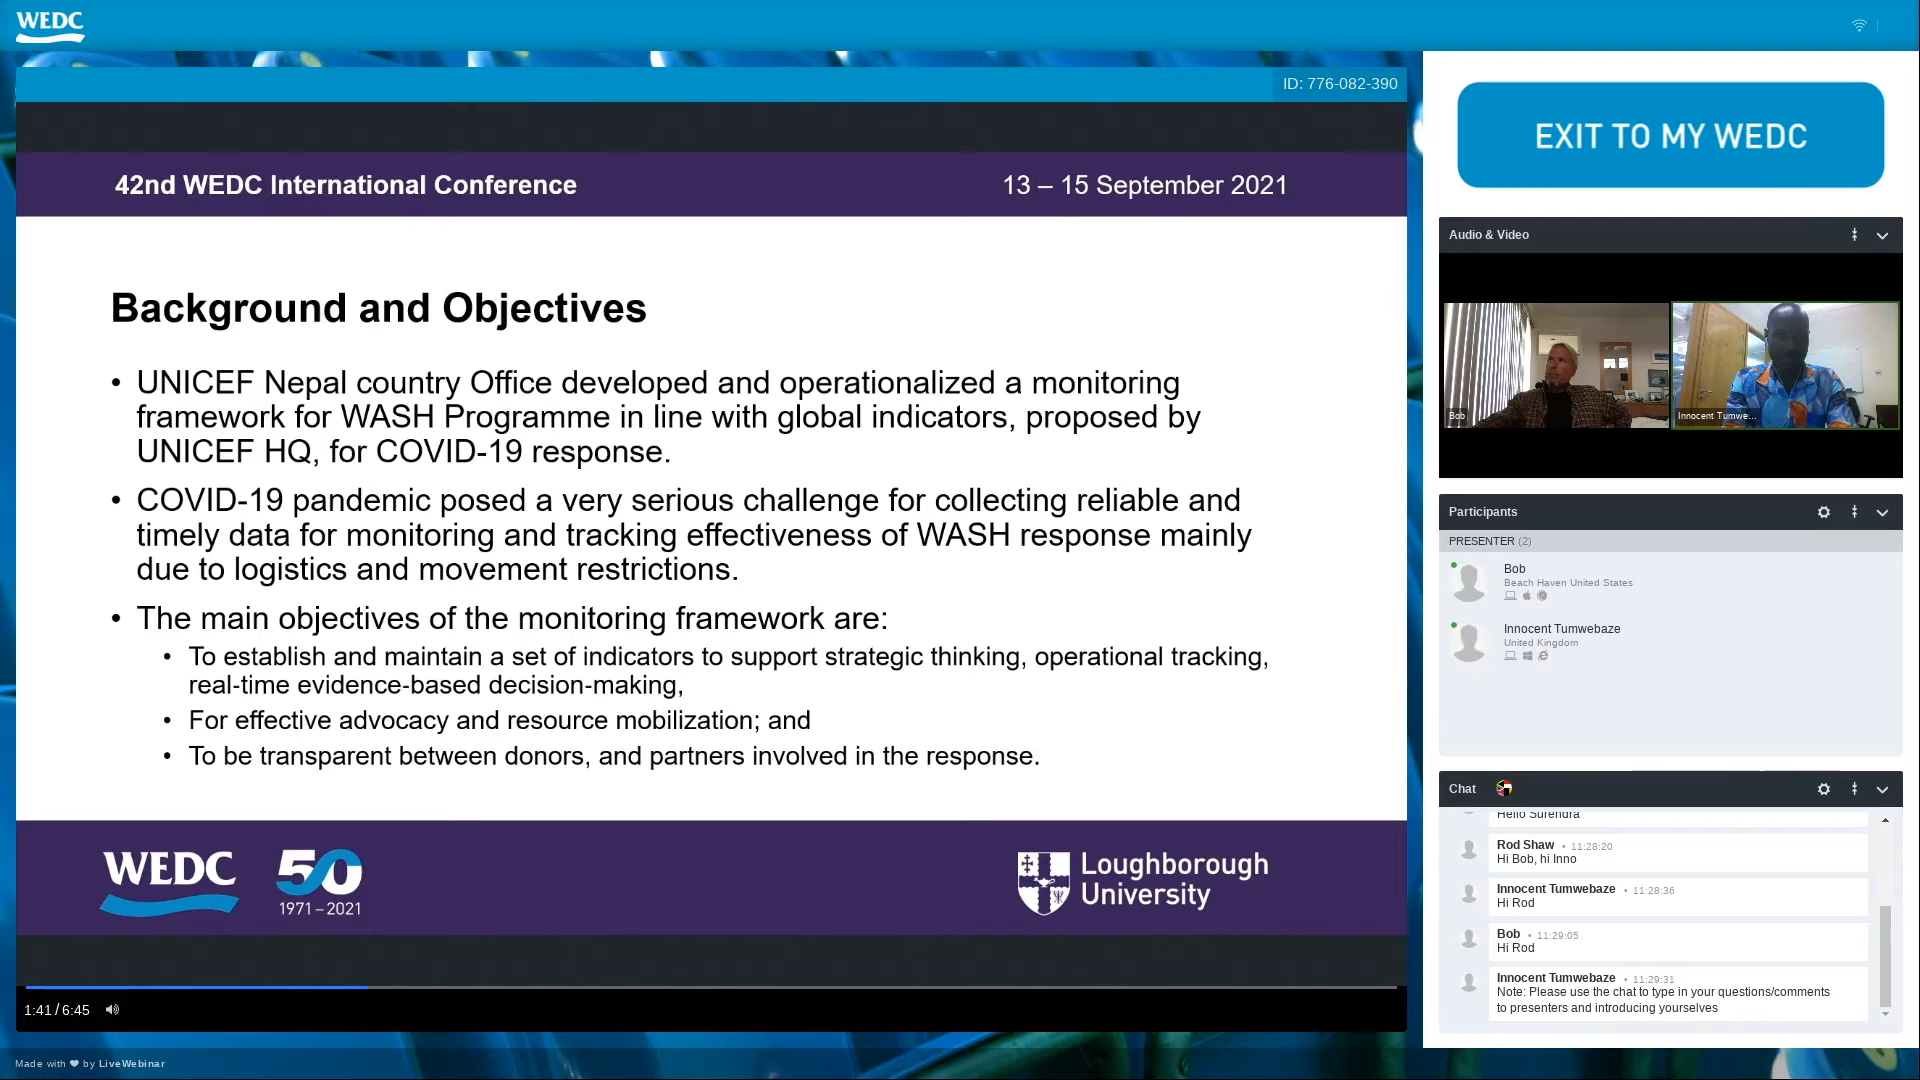 WEDC
ID: 776-082-390
42nd WEDC International Conference
13 – 15 September 2021
Background and Objectives
• UNICEF Nepal country Office developed and operationalized a monitoring
framework for WASH Programme in line with global indicators, proposed by
UNICEF HQ, for COVID-19 response.
• COVID-19 pandemic posed a very serious challenge for collecting reliable and
timely data for monitoring and tracking effectiveness of WASH response mainly
due to logistics and movement restrictions.
• The main objectives of the monitoring framework are:
• To establish and maintain a set of indicators to support strategic thinking, operational tracking,
real-time evidence-based decision-making,
• For effective advocacy and resource mobilization; and
• To be transparent between donors, and partners involved in the response.
WEDC
50
1971 – 2021
Loughborough
University
1:41 / 6:45
Made with ❤ by LiveWebinar
EXIT TO MY WEDC
Audio & Video
Bob
Innocent Tumwe...
Participants
PRESENTER (2)
Bob
Beach Haven United States
Innocent Tumwebaze
United Kingdom
Chat
Hello Surendra
Rod Shaw • 11:28:20
Hi Bob, hi Inno
Innocent Tumwebaze • 11:28:36
Hi Rod
Bob • 11:29:05
Hi Rod
Innocent Tumwebaze • 11:29:31
Note: Please use the chat to type in your questions/comments
to presenters and introducing yourselves